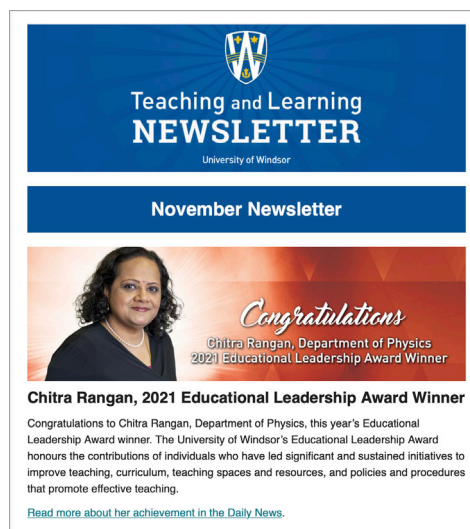 Teaching and Learning
NEWSLETTER
University of Windsor
November Newsletter
Congratulations
Chitra Rangan, Department of Physics
2021 Educational Leadership Award Winner
Chitra Rangan, 2021 Educational Leadership Award Winner
Congratulations to Chitra Rangan, Department of Physics, this year's Educational
Leadership Award winner. The University of Windsor's Educational Leadership Award
honours the contributions of individuals who have led significant and sustained initiatives to
improve teaching, curriculum, teaching spaces and resources, and policies and procedures
that promote effective teaching.
Read more about her achievement in the Daily News.